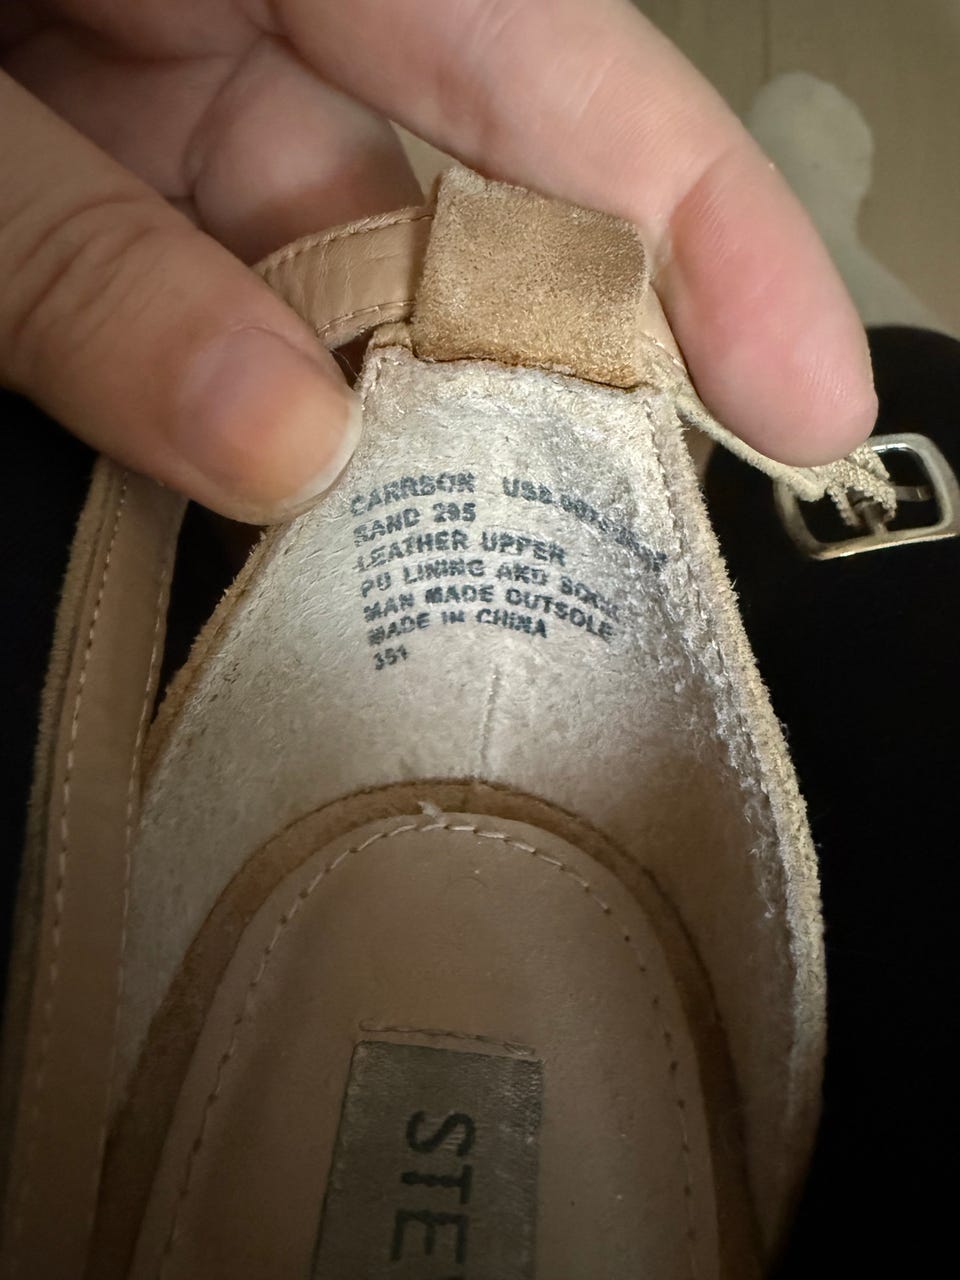 CARRSON
SAND 295
LEATHER UPPER
PU LINING AND SOCK
MAN MADE OUTSOLE
MADE IN CHINA
351
STE